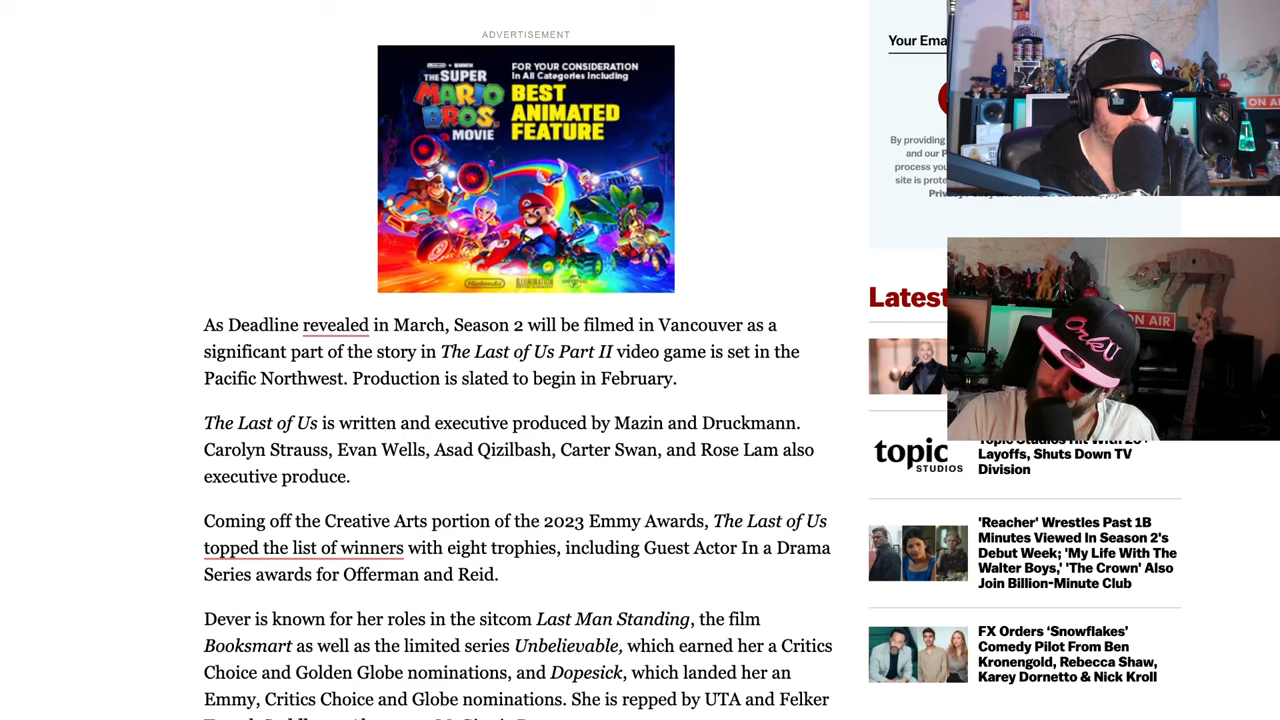 ADVERTISEMENT
THE SUPER
MARIO
BROS.
MOVIE
FOR YOUR CONSIDERATION
In All Categories Including
BEST
ANIMATED
FEATURE
Nintendo
ILLUMINATION
As Deadline revealed in March, Season 2 will be filmed in Vancouver as a
significant part of the story in The Last of Us Part II video game is set in the
Pacific Northwest. Production is slated to begin in February.
The Last of Us is written and executive produced by Mazin and Druckmann.
Carolyn Strauss, Evan Wells, Asad Qizilbash, Carter Swan, and Rose Lam also
executive produce.
Coming off the Creative Arts portion of the 2023 Emmy Awards, The Last of Us
topped the list of winners with eight trophies, including Guest Actor In a Drama
Series awards for Offerman and Reid.
Dever is known for her roles in the sitcom Last Man Standing, the film
Booksmart as well as the limited series Unbelievable, which earned her a Critics
Choice and Golden Globe nominations, and Dopesick, which landed her an
Emmy, Critics Choice and Globe nominations. She is repped by UTA and Felker
Your Ema
By providing
and our P
process you
site is prote
ON A
Latest
ON AIR
OrkU
topic
STUDIOS
Topic Studios Hit With 20+
Layoffs, Shuts Down TV
Division
'Reacher' Wrestles Past 1B
Minutes Viewed In Season 2's
Debut Week; 'My Life With The
Walter Boys,' 'The Crown' Also
Join Billion-Minute Club
FX Orders ‘Snowflakes’
Comedy Pilot From Ben
Kronengold, Rebecca Shaw,
Karey Dornetto & Nick Kroll